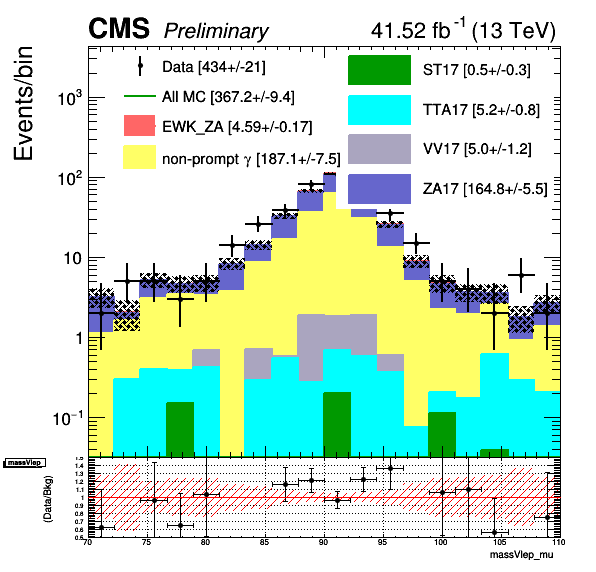 CMS Preliminary 41.52 fb⁻¹ (13 TeV)
Events/bin
Data [434+/-21]
All MC [367.2+/-9.4]
EWK_ZA [4.59+/-0.17]
non-prompt γ [187.1+/-7.5]
ST17 [0.5+/-0.3]
TTA17 [5.2+/-0.8]
VV17 [5.0+/-1.2]
ZA17 [164.8+/-5.5]
10³
10²
10
1
10⁻¹
massVlep
(Data/Bkg)
1.5
1.4
1.3
1.2
1.1
1
0.9
0.8
0.7
0.6
0.5
70 75 80 85 90 95 100 105 110
massVlep_mu